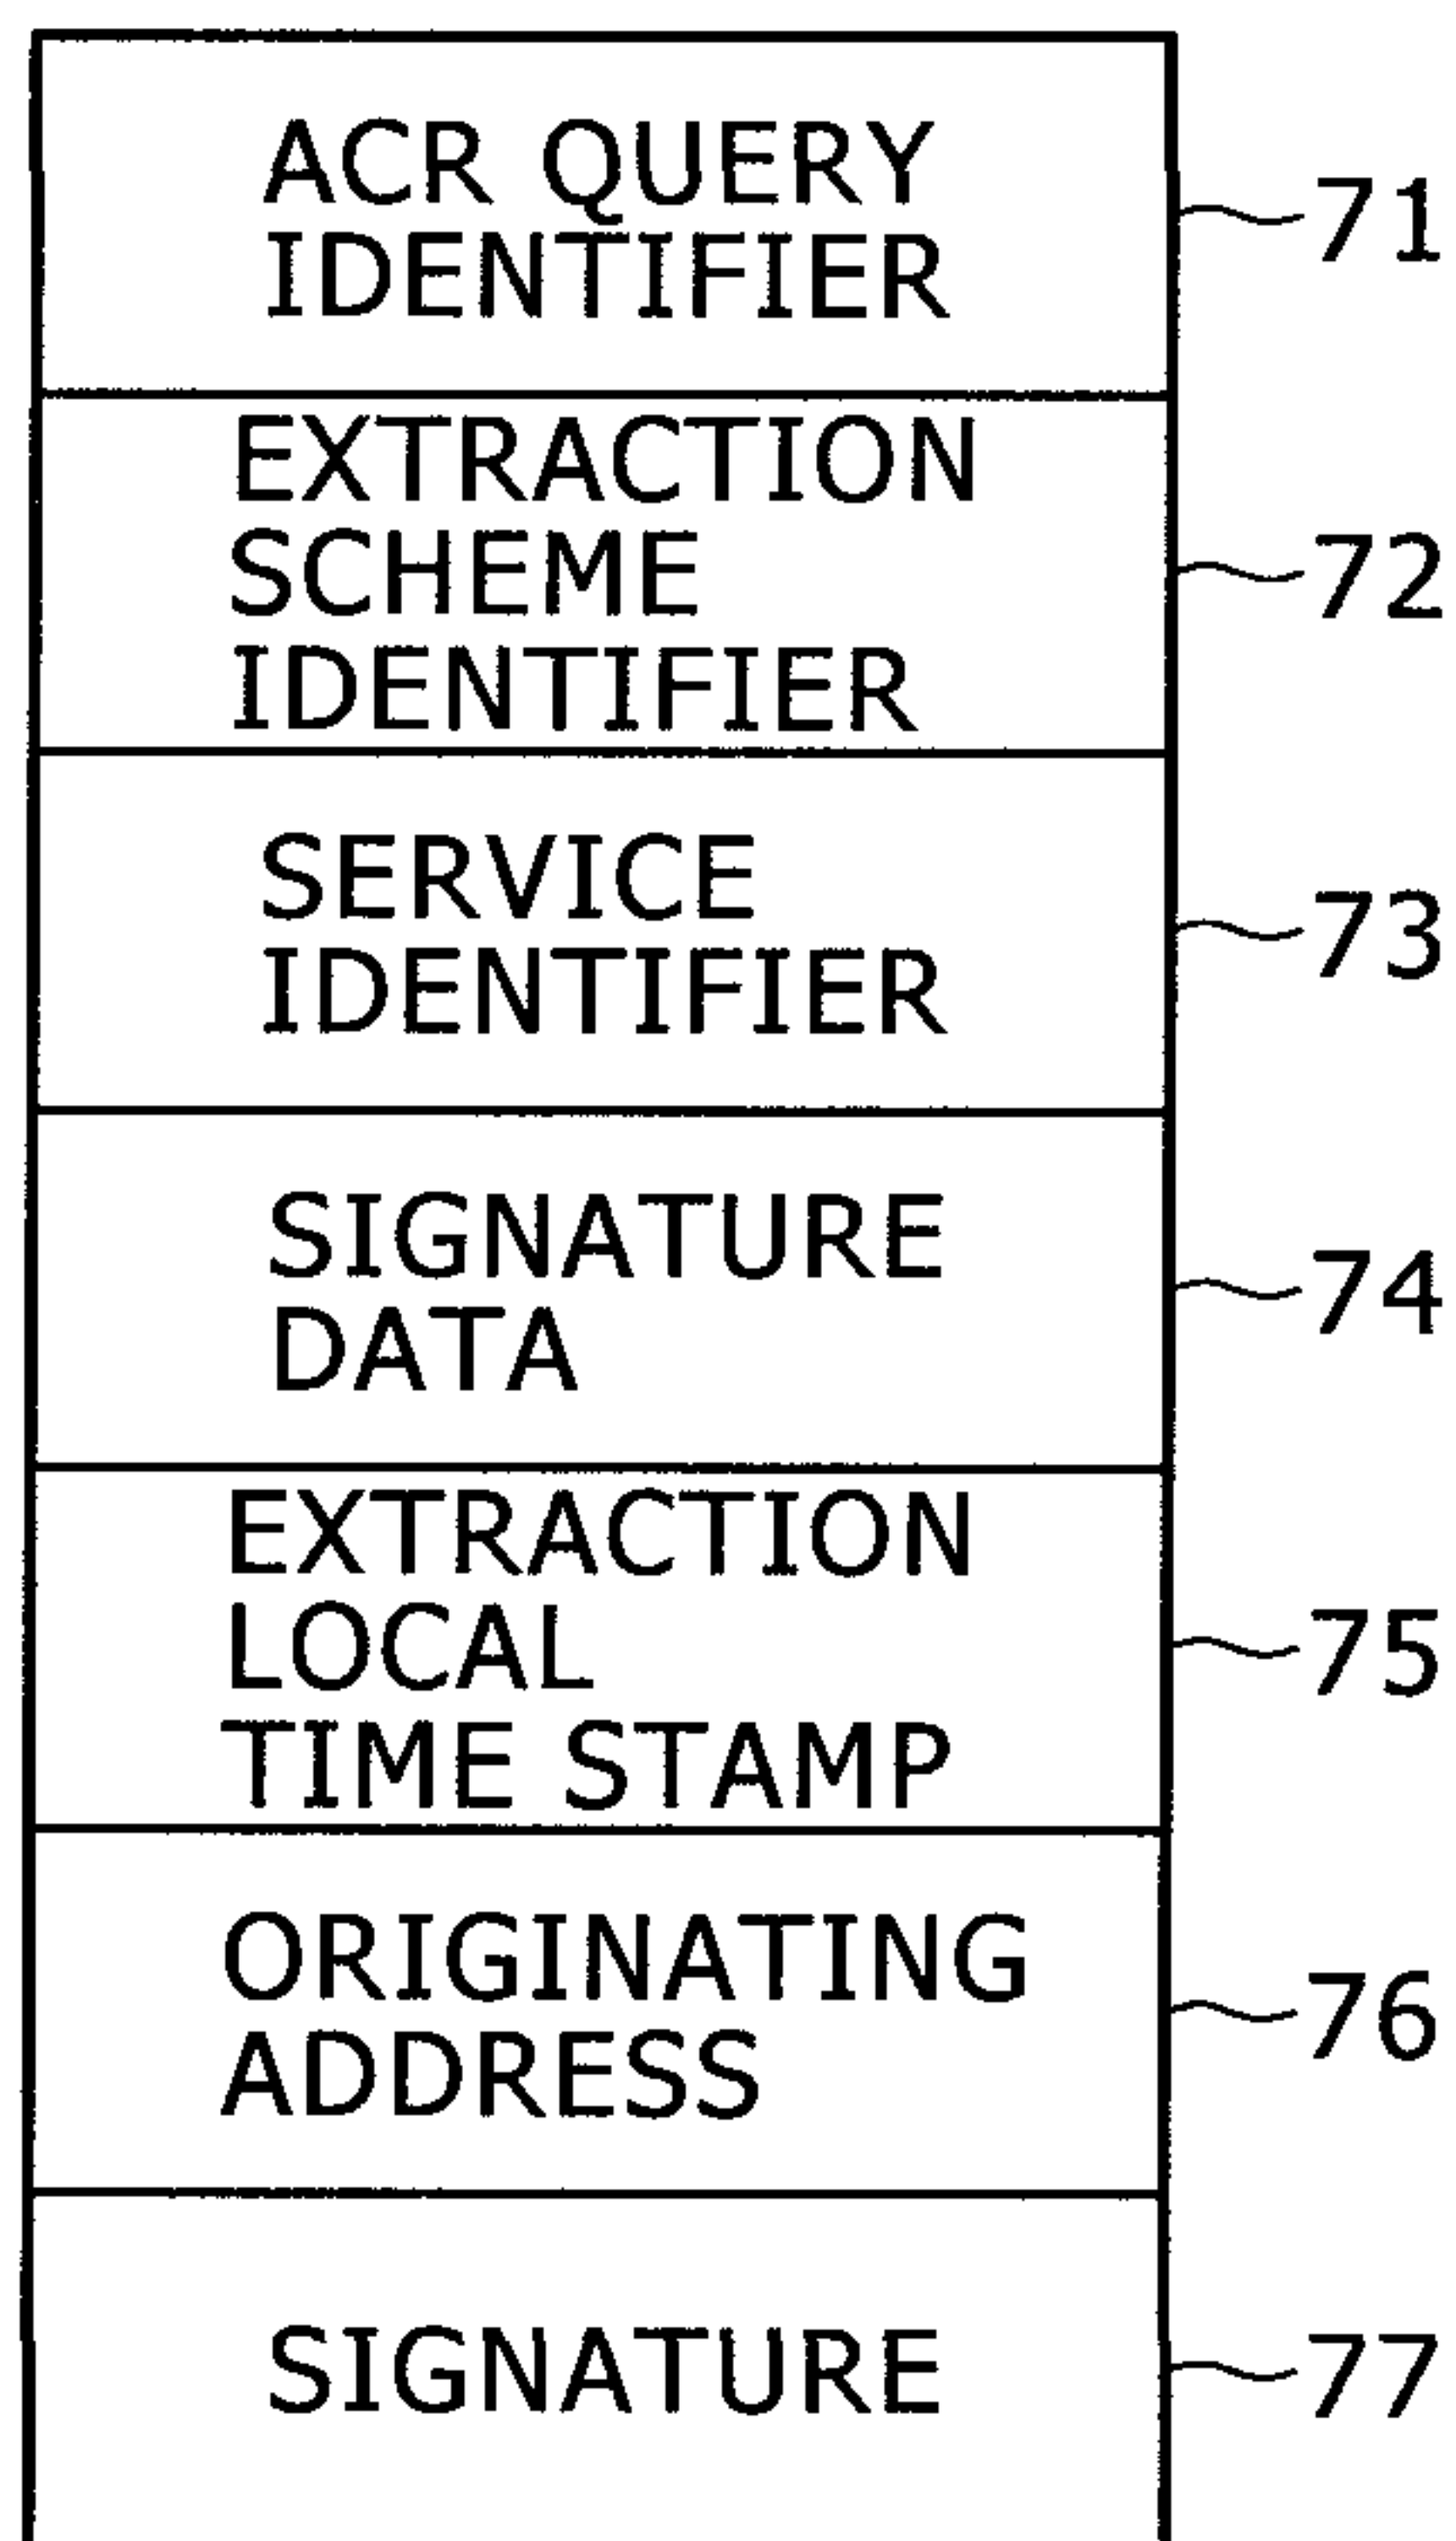 ACR QUERY
IDENTIFIER
71
EXTRACTION
SCHEME
IDENTIFIER
72
SERVICE
IDENTIFIER
73
SIGNATURE
DATA
74
EXTRACTION
LOCAL
TIME STAMP
75
ORIGINATING
ADDRESS
76
SIGNATURE
77